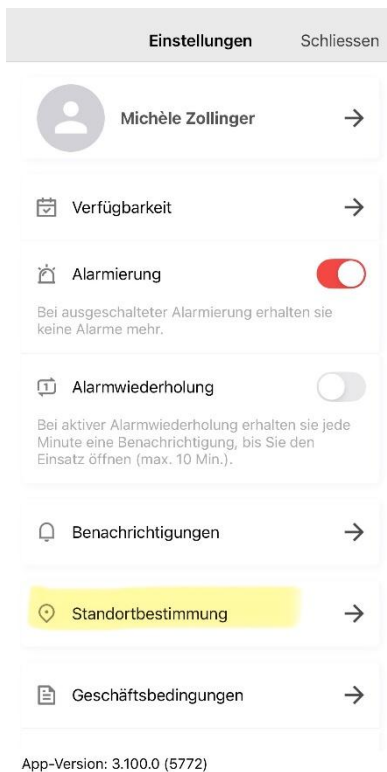 Einstellungen Schliessen
Michèle Zollinger
Verfügbarkeit
Alarmierung
Bei ausgeschalteter Alarmierung erhalten sie
keine Alarme mehr.
1 Alarmwiederholung
Bei aktiver Alarmwiederholung erhalten sie jede
Minute eine Benachrichtigung, bis Sie den
Einsatz öffnen (max. 10 Min.).
Benachrichtigungen
Standortbestimmung
Geschäftsbedingungen
App-Version: 3.100.0 (5772)